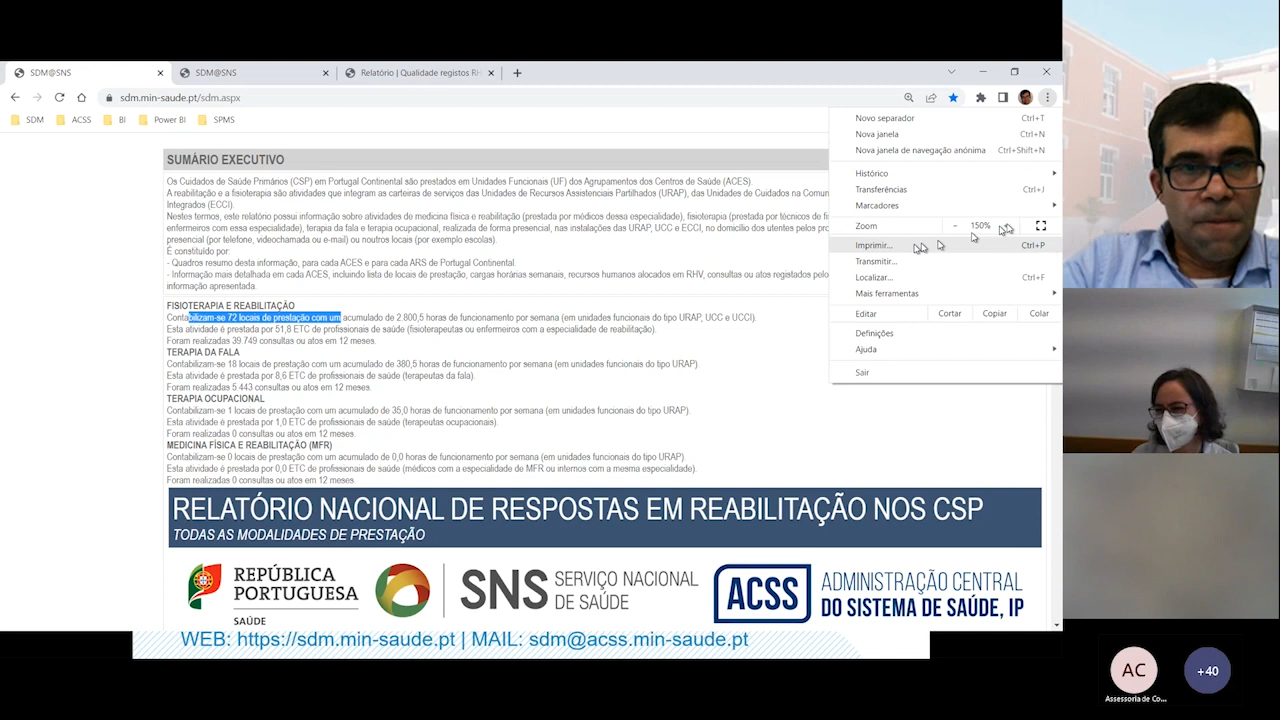 SDM@SNS
SDM@SNS
Relatório | Qualidade registos RH
sdm.min-saude.pt/sdm.aspx
SDM
ACSS
BI
Power BI
SPMS
Novo separador Ctrl+T
Nova janela Ctrl+N
Nova janela de navegação anónima Ctrl+Shift+N
Histórico
Transferências Ctrl+J
Marcadores
Zoom - 150%
Imprimir... Ctrl+P
Transmitir...
Localizar... Ctrl+F
Mais ferramentas
Editar Cortar Copiar Colar
Definições
Ajuda
Sair
SUMÁRIO EXECUTIVO
Os Cuidados de Saúde Primários (CSP) em Portugal Continental são prestados em Unidades Funcionais (UF) dos Agrupamentos dos Centros de Saúde (ACES).
A reabilitação e a fisioterapia são atividades que integram as carteiras de serviços das Unidades de Recursos Assistenciais Partilhados (URAP), das Unidades de Cuidados na Comun
Integrados (ECCI).
Nestes termos, este relatório possui informação sobre atividades de medicina física e reabilitação (prestada por médicos dessa especialidade), fisioterapia (prestada por técnicos de fi
enfermeiros com essa especialidade), terapia da fala e terapia ocupacional, realizada de forma presencial, nas instalações das URAP, UCC e ECCI, no domicílio dos utentes pelos pro
presencial (por telefone, videochamada ou e-mail) ou noutros locais (por exemplo escolas).
É constituído por:
- Quadros resumo desta informação, para cada ACES e para cada ARS de Portugal Continental.
- Informação mais detalhada em cada ACES, incluindo lista de locais de prestação, cargas horárias semanais, recursos humanos alocados em RHV, consultas ou atos registados pelo
informação apresentada.
FISIOTERAPIA E REABILITAÇÃO
Contabilizam-se 72 locais de prestação com um acumulado de 2.800,5 horas de funcionamento por semana (em unidades funcionais do tipo URAP, UCC e UCCI).
Esta atividade é prestada por 51,8 ETC de profissionais de saúde (fisioterapeutas ou enfermeiros com a especialidade de reabilitação).
Foram realizadas 39.749 consultas ou atos em 12 meses.
TERAPIA DA FALA
Contabilizam-se 18 locais de prestação com um acumulado de 380,5 horas de funcionamento por semana (em unidades funcionais do tipo URAP)
Esta atividade é prestada por 8,6 ETC de profissionais de saúde (terapeutas da fala).
Foram realizadas 5.443 consultas ou atos em 12 meses.
TERAPIA OCUPACIONAL
Contabilizam-se 1 locais de prestação com um acumulado de 35,0 horas de funcionamento por semana (em unidades funcionais do tipo URAP).
Esta atividade é prestada por 1,0 ETC de profissionais de saúde (terapeutas ocupacionais).
Foram realizadas 0 consultas ou atos em 12 meses.
MEDICINA FÍSICA E REABILITAÇÃO (MFR)
Contabilizam-se 0 locais de prestação com um acumulado de 0,0 horas de funcionamento por semana (em unidades funcionais do tipo URAP).
Esta atividade é prestada por 0,0 ETC de profissionais de saúde (médicos com a especialidade de MFR ou internos com a mesma especialidade).
Foram realizadas 0 consultas ou atos em 12 meses.
RELATÓRIO NACIONAL DE RESPOSTAS EM REABILITAÇÃO NOS CSP
TODAS AS MODALIDADES DE PRESTAÇÃO
REPÚBLICA
PORTUGUESA
SAÚDE
SNS SERVIÇO NACIONAL
DE SAÚDE
ACSS ADMINISTRAÇÃO CENTRAL
DO SISTEMA DE SAÚDE, IP
WEB: https://sdm.min-saude.pt | MAIL: sdm@acss.min-saude.pt
AC
+40
Assessoria de Co...